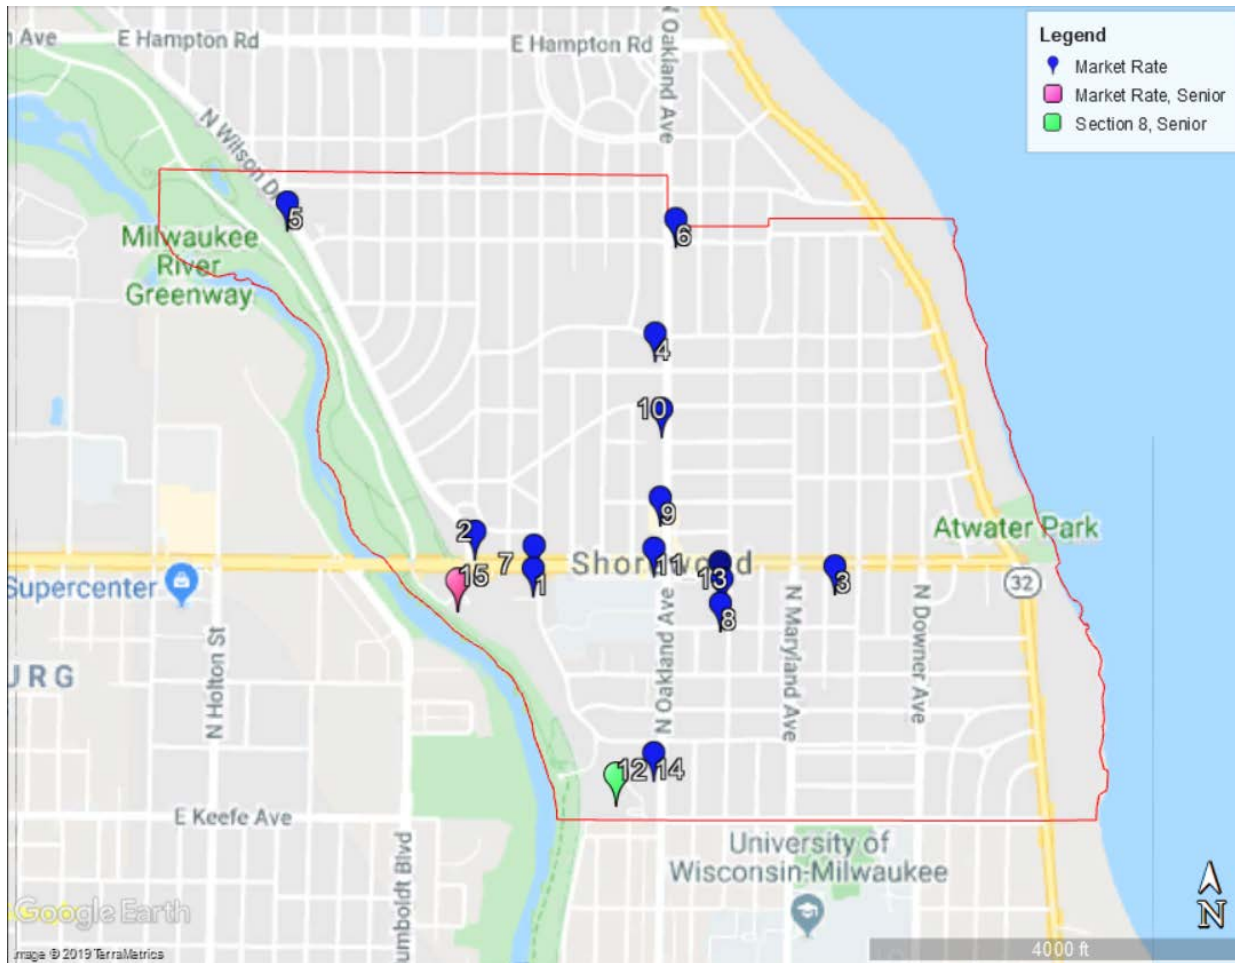 n Ave
E Hampton Rd
E Hampton Rd
N Oakland Ave
Legend
Market Rate
Market Rate, Senior
Section 8, Senior
N Wilson Dr
5
6
Milwaukee
River
Greenway
4
10
9
Atwater Park
2
7
15
1
11
13
3
8
Supercenter
32
N Holton St
URG
N Oakland Ave
N Maryland Ave
N Downer Ave
12
14
E Keefe Ave
umboldt Blvd
University of
Wisconsin-Milwaukee
N
Google Earth
mage © 2019 TerraMetrics
4000 ft